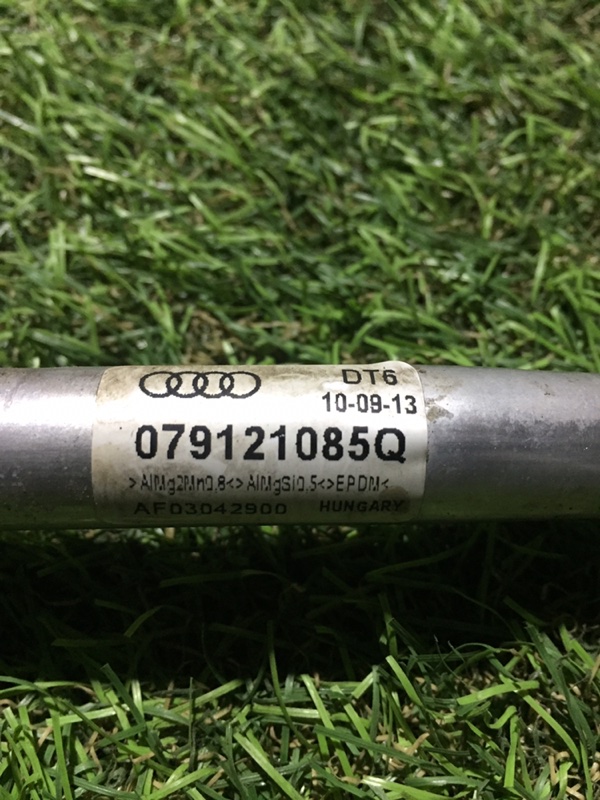 DT6
10-09-13
079121085Q
>AlMg2Mn0.8<> AlMgSi0.5<>EPDM<
AF03042900 HUNGARY